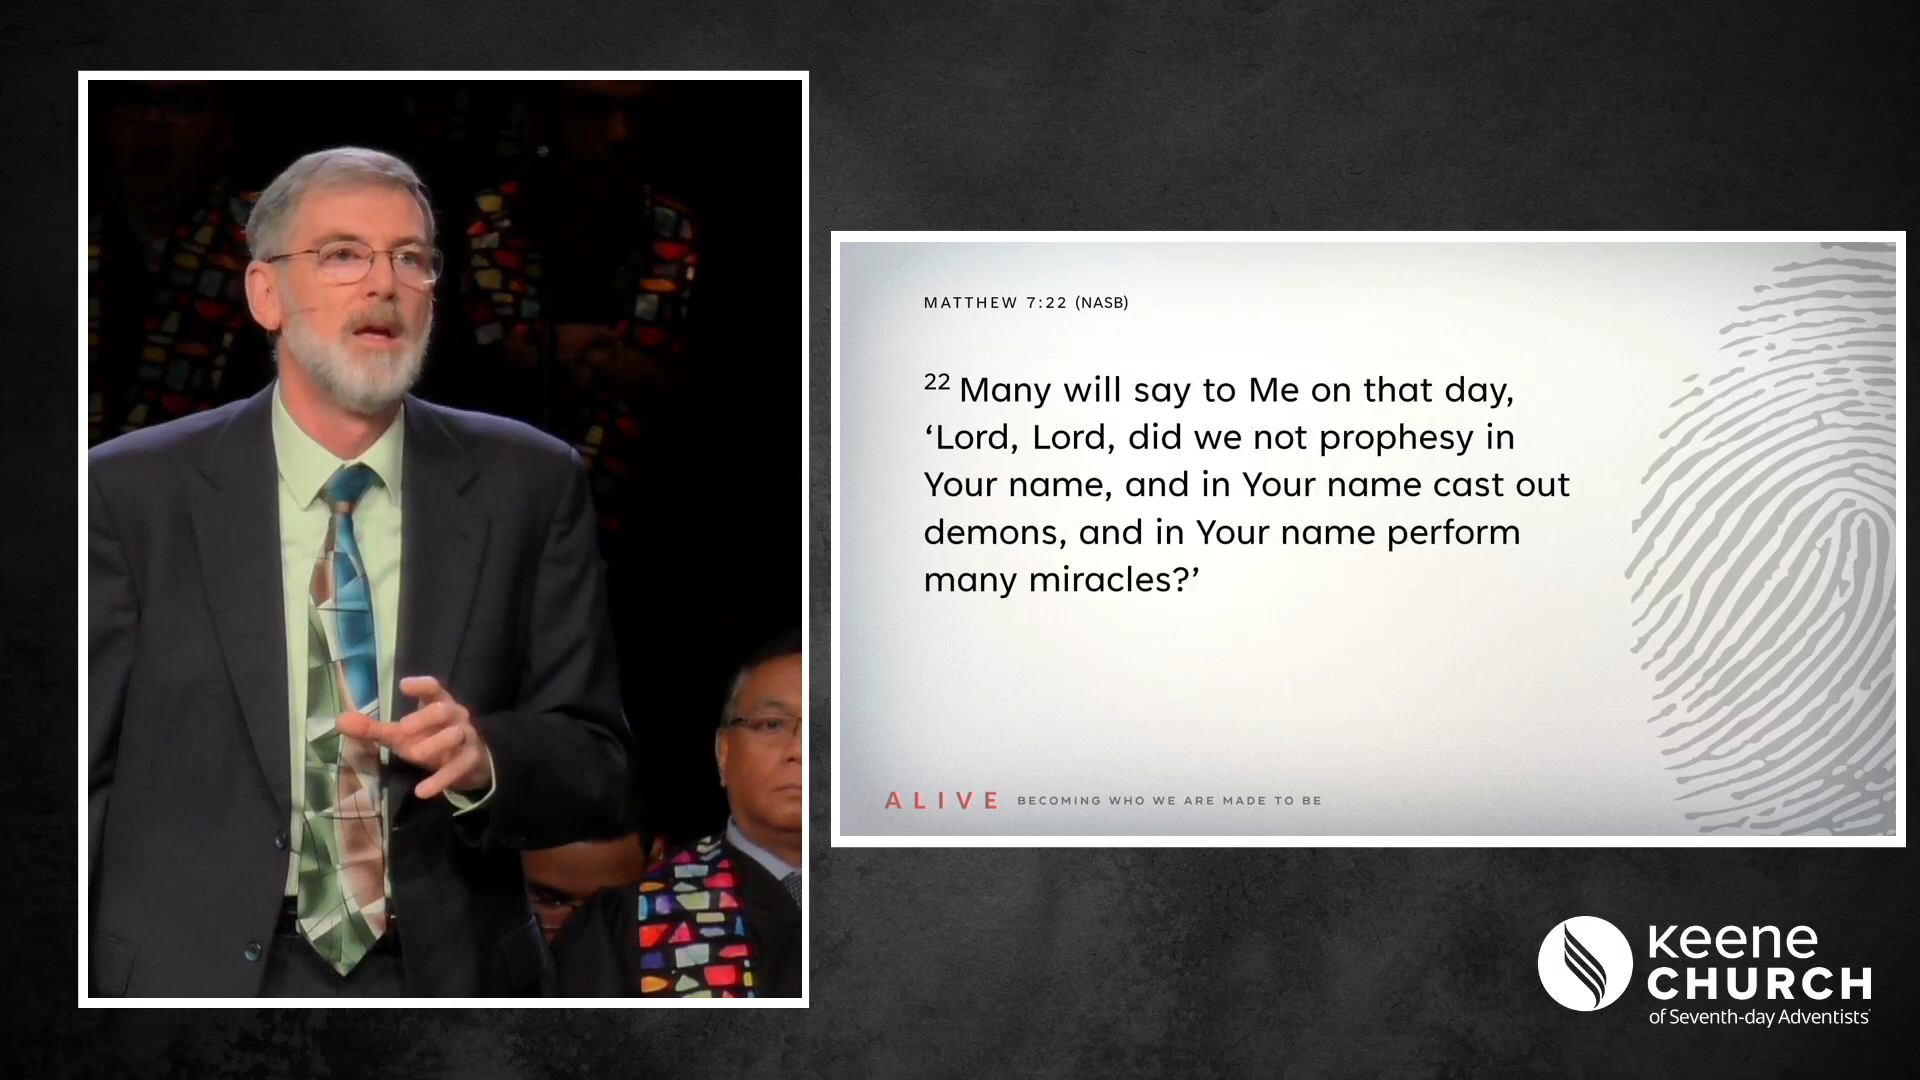 MATTHEW 7:22 (NASB)
22 Many will say to Me on that day,
‘Lord, Lord, did we not prophesy in
Your name, and in Your name cast out
demons, and in Your name perform
many miracles?’
ALIVE BECOMING WHO WE ARE MADE TO BE
Keene
CHURCH
of Seventh-day Adventists